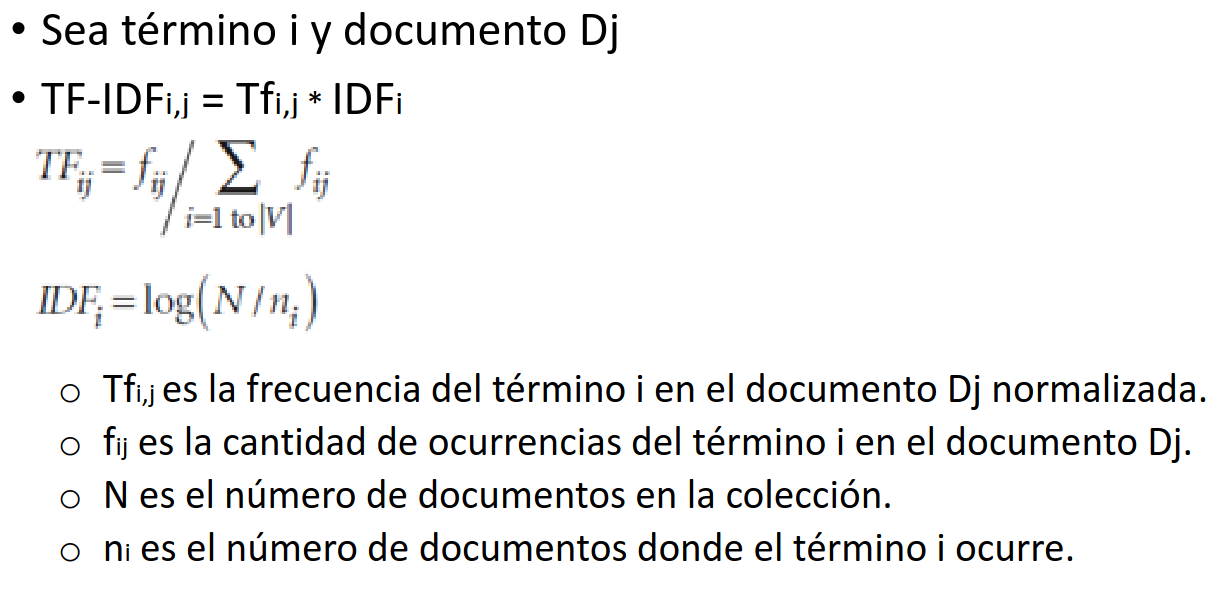 • Sea término i y documento Dj
• TF-IDFi,j = Tfi,j * IDFi
TFij = fij / ∑ fij
i=1 to |V|
IDFi = log(N / ni)
○ Tfi,j es la frecuencia del término i en el documento Dj normalizada.
○ fij es la cantidad de ocurrencias del término i en el documento Dj.
○ N es el número de documentos en la colección.
○ ni es el número de documentos donde el término i ocurre.